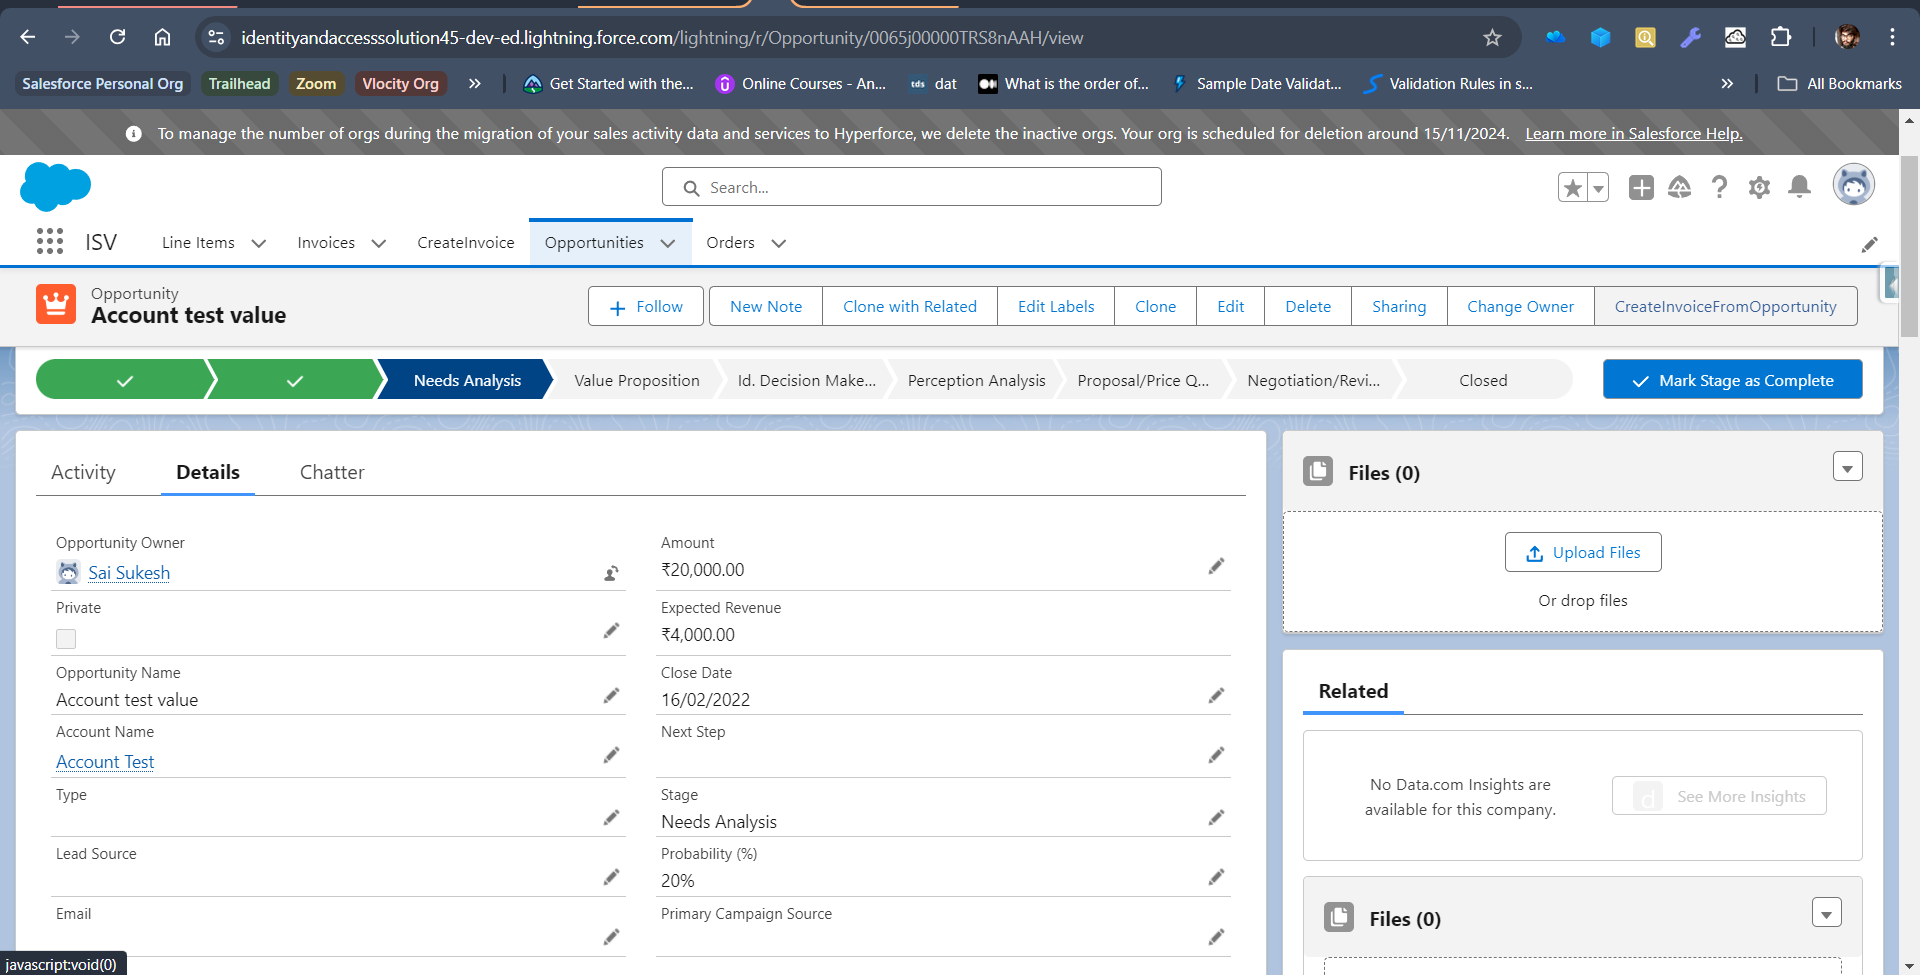 identityandaccesssolution45-dev-ed.lightning.force.com/lightning/r/Opportunity/0065j00000TRS8nAAH/view
Salesforce Personal Org
Trailhead
Zoom
Vlocity Org
Get Started with the...
Online Courses - An...
tds dat
What is the order of...
Sample Date Validat...
Validation Rules in s...
All Bookmarks
To manage the number of orgs during the migration of your sales activity data and services to Hyperforce, we delete the inactive orgs. Your org is scheduled for deletion around 15/11/2024. Learn more in Salesforce Help.
Search...
ISV
Line Items
Invoices
CreateInvoice
Opportunities
Orders
Opportunity
Account test value
Follow
New Note
Clone with Related
Edit Labels
Clone
Edit
Delete
Sharing
Change Owner
CreateInvoiceFromOpportunity
Needs Analysis
Value Proposition
Id. Decision Make...
Perception Analysis
Proposal/Price Q...
Negotiation/Revi...
Closed
Mark Stage as Complete
Activity
Details
Chatter
Opportunity Owner
Sai Sukesh
Amount
₹20,000.00
Private
Expected Revenue
₹4,000.00
Opportunity Name
Account test value
Close Date
16/02/2022
Account Name
Account Test
Next Step
Type
Stage
Needs Analysis
Lead Source
Probability (%)
20%
Email
Primary Campaign Source
Files (0)
Upload Files
Or drop files
Related
No Data.com Insights are
available for this company.
d See More Insights
Files (0)
javascript:void(0)